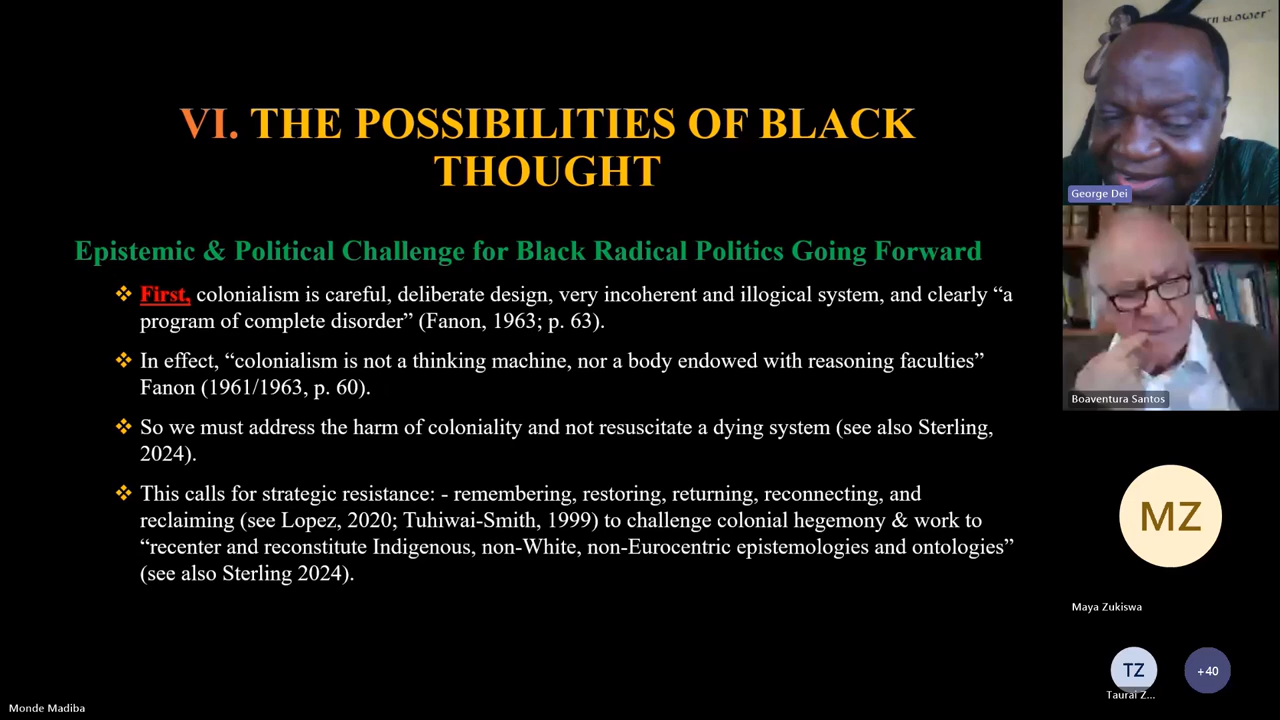 VI. THE POSSIBILITIES OF BLACK
THOUGHT
Epistemic & Political Challenge for Black Radical Politics Going Forward
❖ First, colonialism is careful, deliberate design, very incoherent and illogical system, and clearly “a
program of complete disorder” (Fanon, 1963; p. 63).
❖ In effect, “colonialism is not a thinking machine, nor a body endowed with reasoning faculties”
Fanon (1961/1963, p. 60).
❖ So we must address the harm of coloniality and not resuscitate a dying system (see also Sterling,
2024).
❖ This calls for strategic resistance: - remembering, restoring, returning, reconnecting, and
reclaiming (see Lopez, 2020; Tuhiwai-Smith, 1999) to challenge colonial hegemony & work to
“recenter and reconstitute Indigenous, non-White, non-Eurocentric epistemologies and ontologies”
(see also Sterling 2024).
BLOWER"
George Dei
Boaventura Santos
MZ
Maya Zukiswa
TZ
+40
Taurai Z...
Monde Madiba